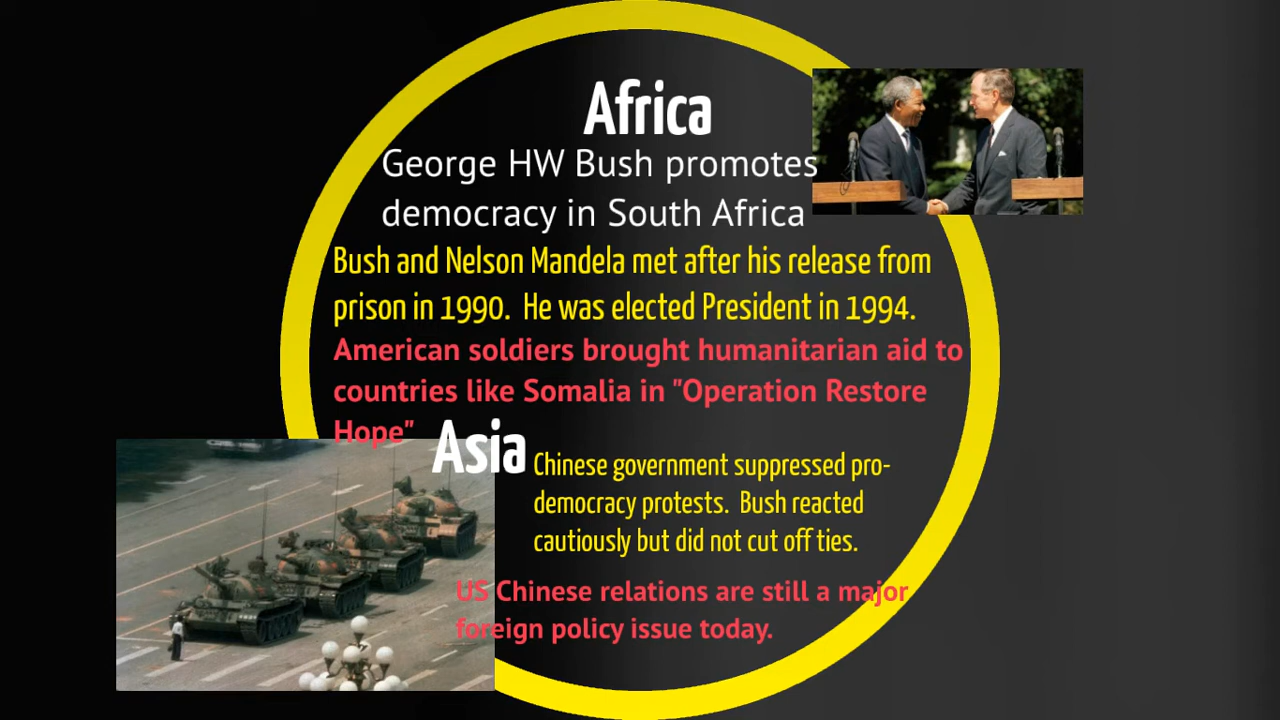 Africa
George HW Bush promotes
democracy in South Africa
Bush and Nelson Mandela met after his release from
prison in 1990.  He was elected President in 1994.
American soldiers brought humanitarian aid to
countries like Somalia in "Operation Restore
Hope"
Asia
Chinese government suppressed pro-
democracy protests.  Bush reacted
cautiously but did not cut off ties.
US Chinese relations are still a major
foreign policy issue today.